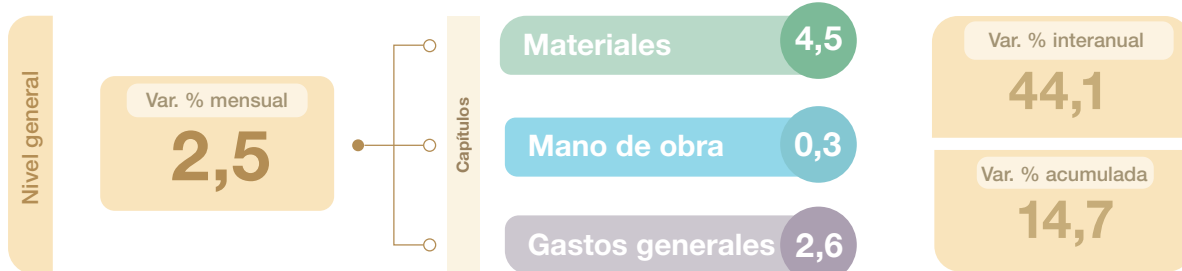 Nivel general
Var. % mensual
2,5
Capítulos
Materiales
4,5
Mano de obra
0,3
Gastos generales
2,6
Var. % interanual
44,1
Var. % acumulada
14,7